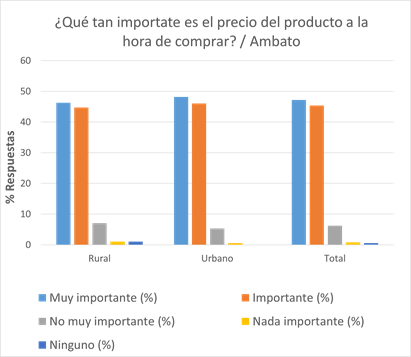 ¿Qué tan importate es el precio del producto a la
hora de comprar? / Ambato
60
50
40
30
20
10
0
% Respuestas
Rural
Urbano
Total
Muy importante (%)
Importante (%)
No muy importante (%)
Nada importante (%)
Ninguno (%)